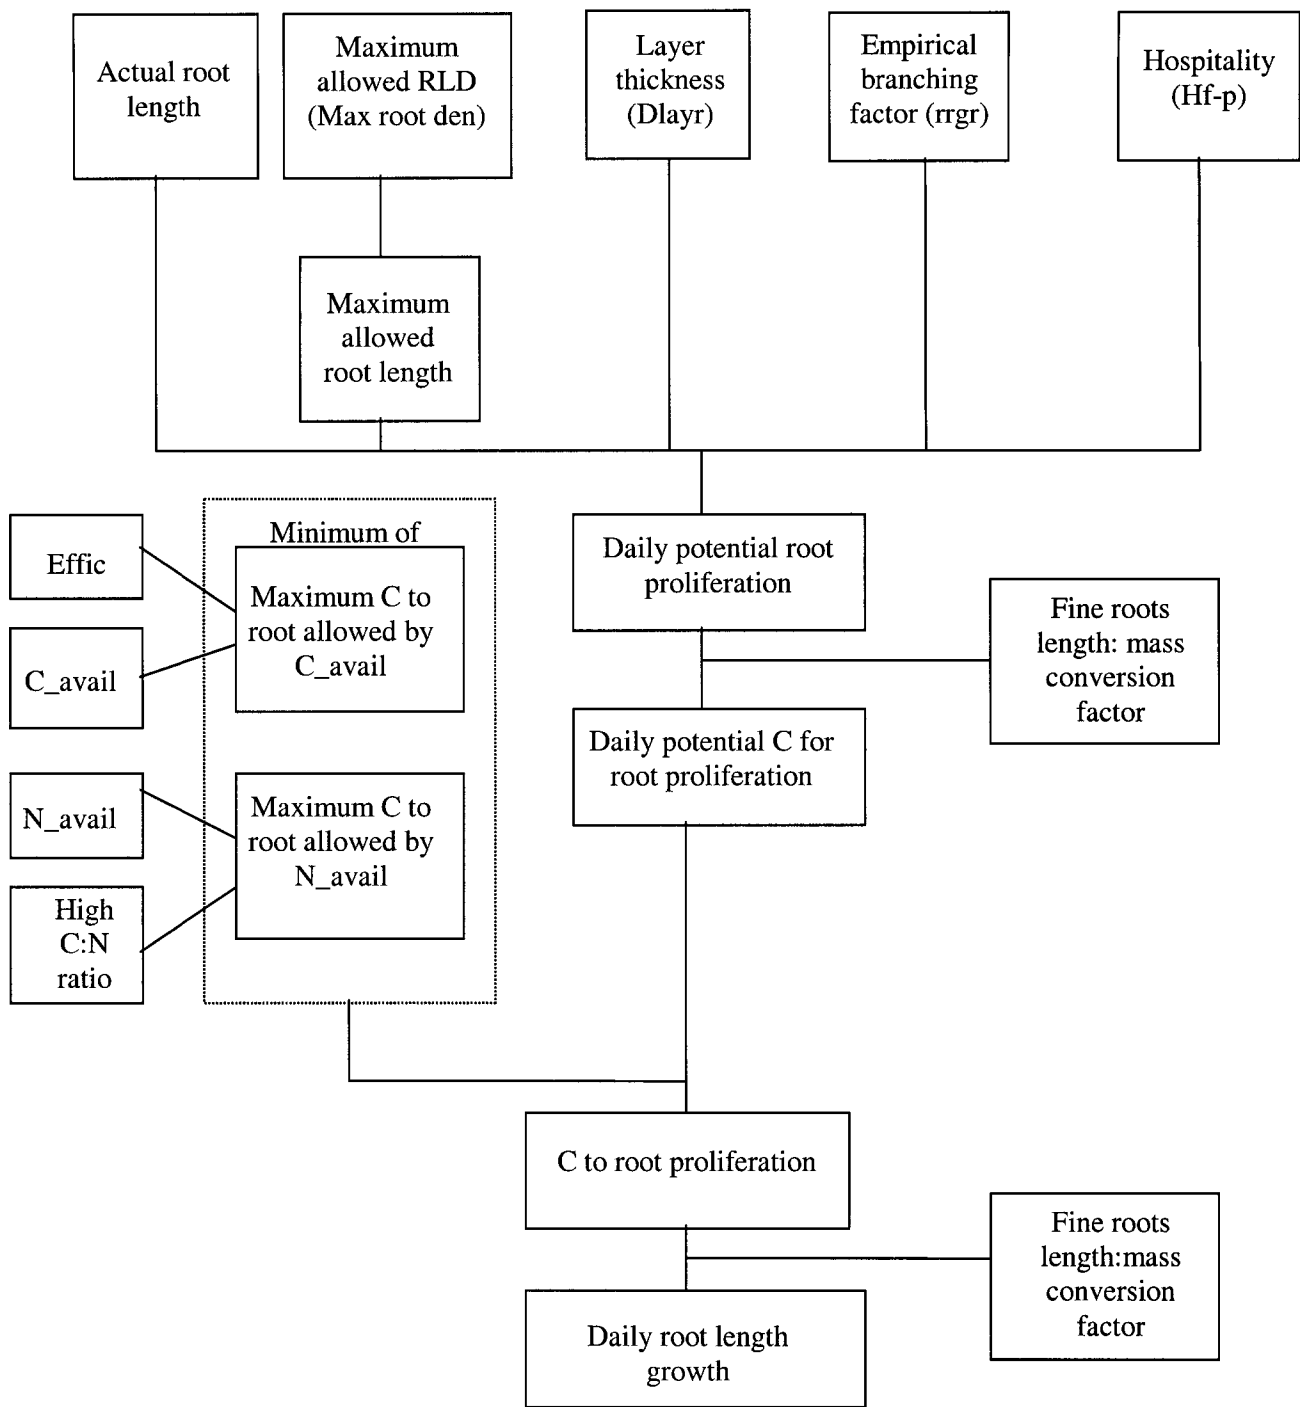 Actual root
length
Maximum
allowed RLD
(Max root den)
Layer
thickness
(Dlayr)
Empirical
branching
factor (rrgr)
Hospitality
(Hf-p)
Maximum
allowed
root length
Minimum of
Effic
Maximum C to
root allowed by
C_avail
C_avail
N_avail
Maximum C to
root allowed by
N_avail
High
C:N
ratio
Daily potential root
proliferation
Fine roots
length: mass
conversion
factor
Daily potential C for
root proliferation
C to root proliferation
Fine roots
length:mass
conversion
factor
Daily root length
growth